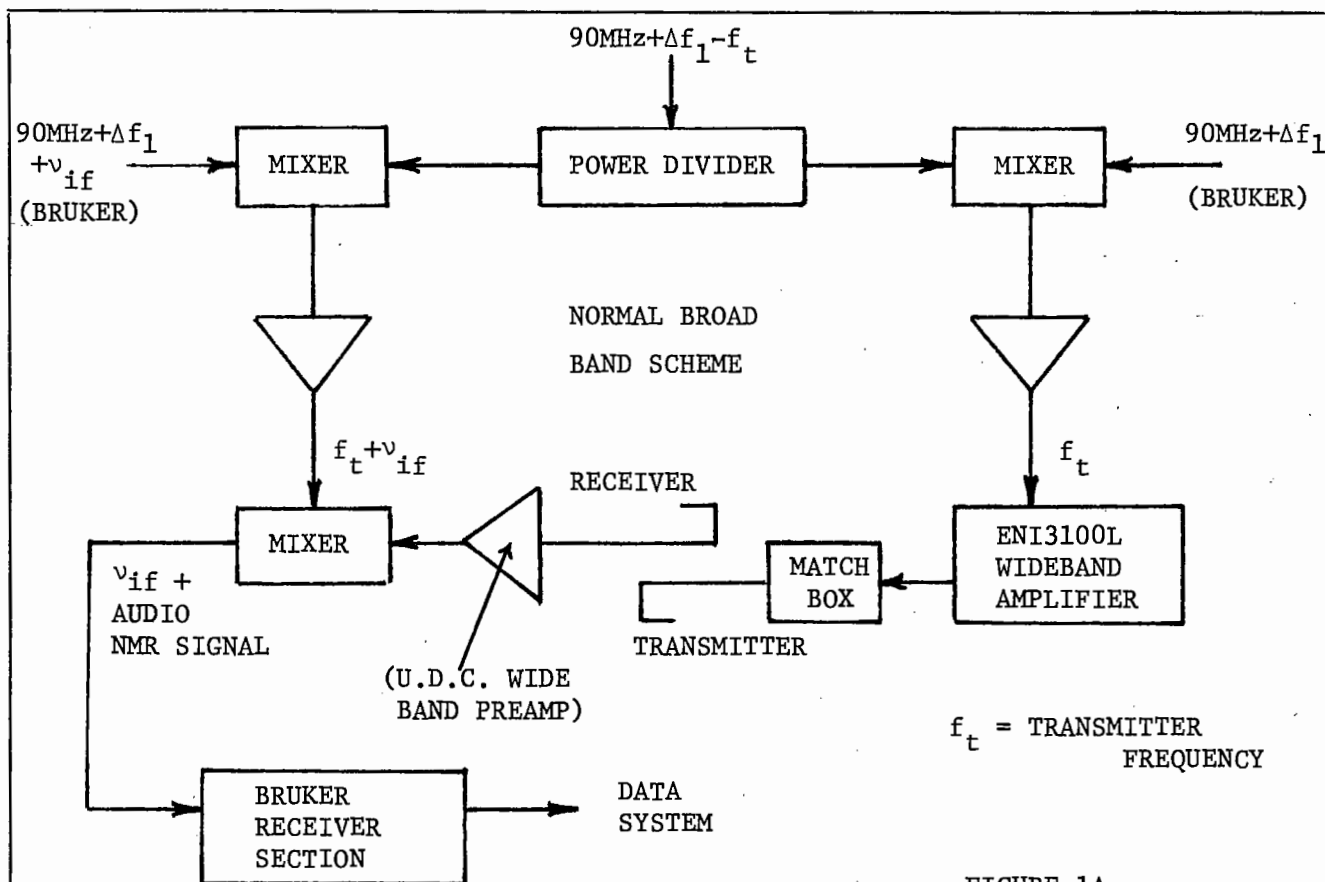 90MHz+Δf₁-fₜ
90MHz+Δf₁
+νif
(BRUKER)
MIXER
POWER DIVIDER
MIXER
90MHz+Δf₁
(BRUKER)
NORMAL BROAD
BAND SCHEME
fₜ+νif
fₜ
RECEIVER
MIXER
ENI3100L
WIDEBAND
AMPLIFIER
MATCH
BOX
νif +
AUDIO
NMR SIGNAL
TRANSMITTER
(U.D.C. WIDE
BAND PREAMP)
fₜ = TRANSMITTER
FREQUENCY
BRUKER
RECEIVER
SECTION
DATA
SYSTEM
FIGURE 1A